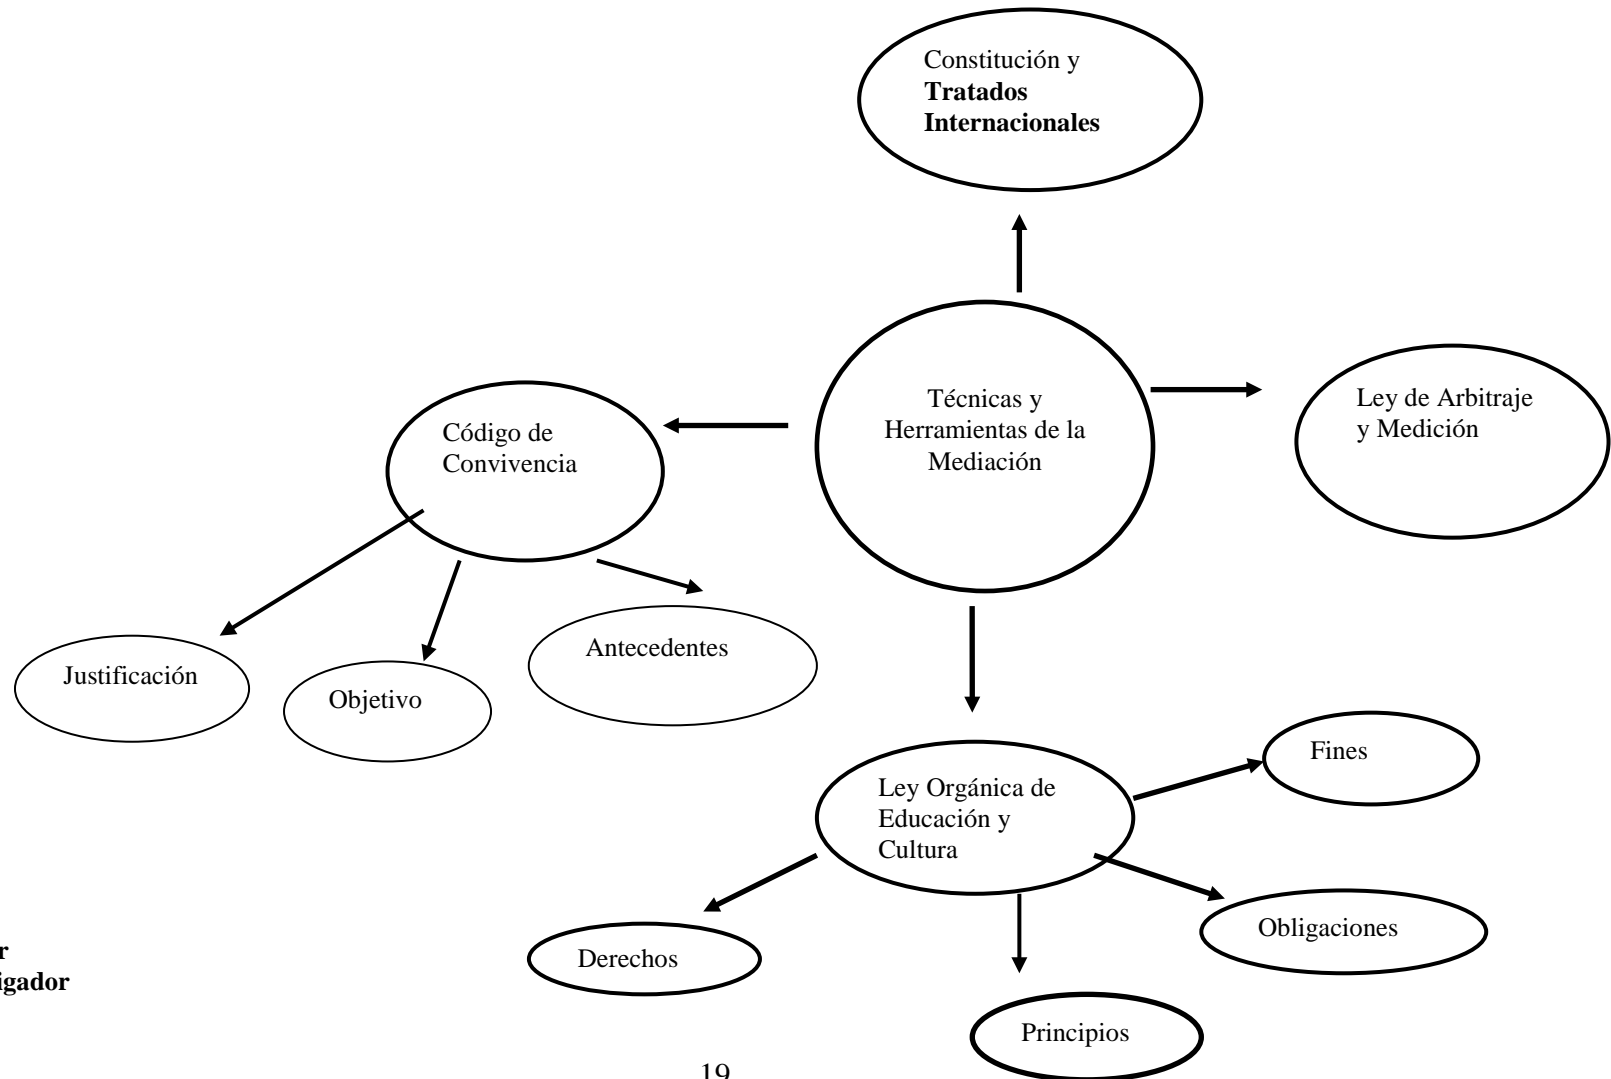 Constitución y
Tratados
Internacionales
Técnicas y
Herramientas de la
Mediación
Ley de Arbitraje
y Medición
Código de
Convivencia
Justificación
Objetivo
Antecedentes
Ley Orgánica de
Educación y
Cultura
Fines
Obligaciones
Derechos
Principios
r
igador
19